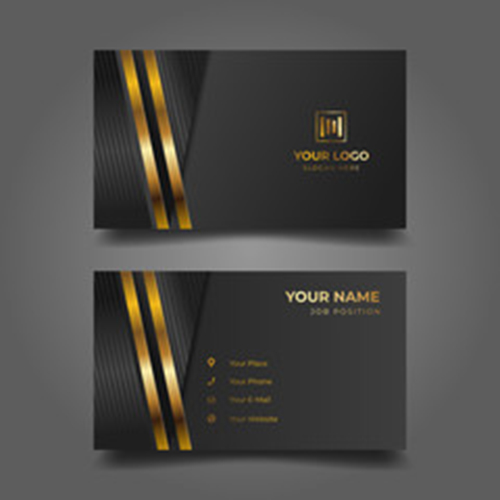 YOUR LOGO
SLOGAN HERE
YOUR NAME
JOB POSITION
Your Place
Your Phone
Your E-Mail
Your Website